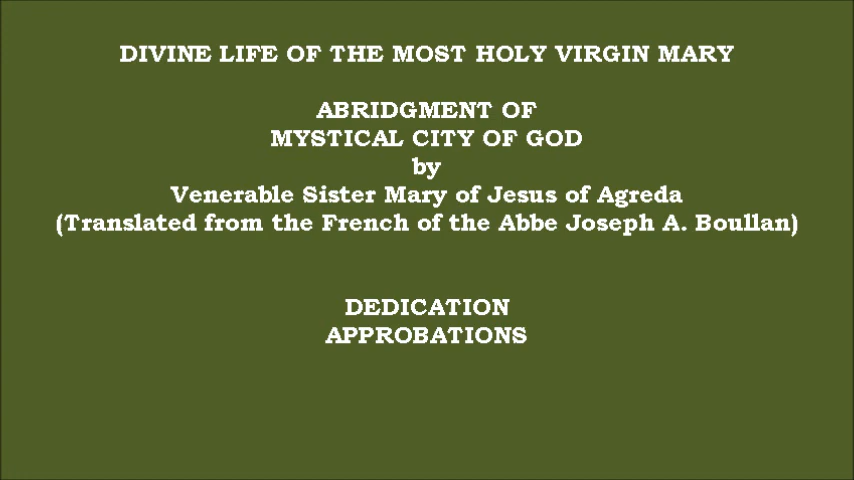 DIVINE LIFE OF THE MOST HOLY VIRGIN MARY
ABRIDGMENT OF
MYSTICAL CITY OF GOD
by
Venerable Sister Mary of Jesus of Agreda
(Translated from the French of the Abbe Joseph A. Boullan)
DEDICATION
APPROBATIONS